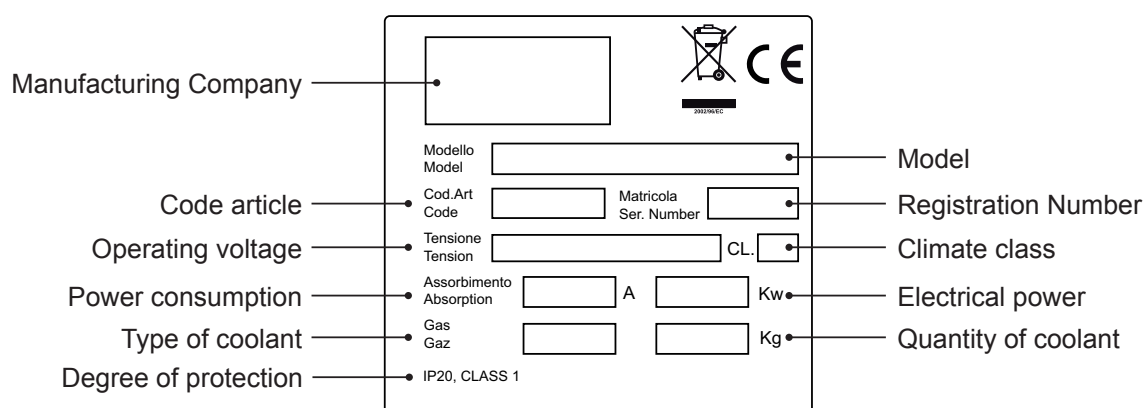 Manufacturing Company
CE
2002/96/EC
Modello
Model
Model
Code article
Cod.Art
Code
Matricola
Ser. Number
Registration Number
Operating voltage
Tensione
Tension
CL.
Climate class
Power consumption
Assorbimento
Absorption
A
Kw
Electrical power
Type of coolant
Gas
Gaz
Kg
Quantity of coolant
Degree of protection
IP20, CLASS 1